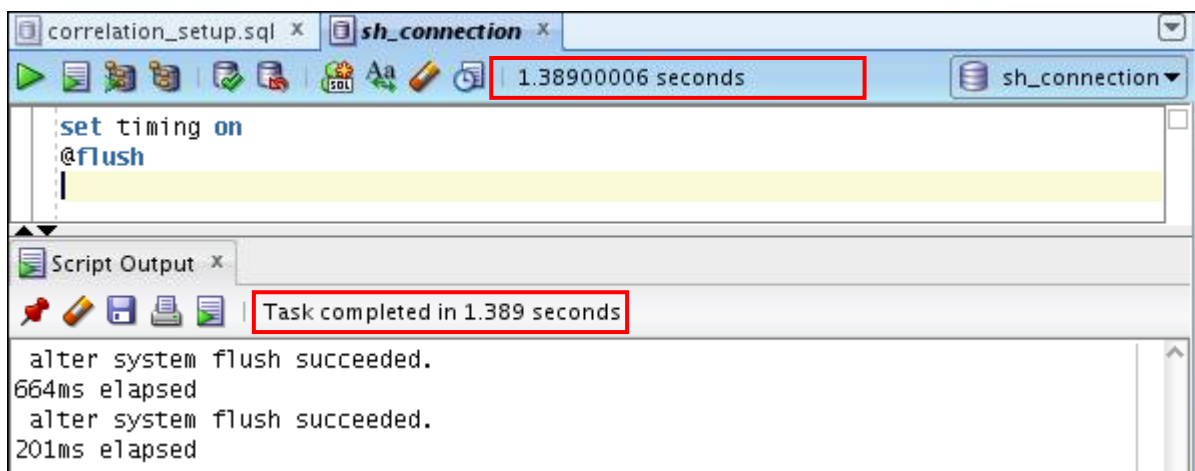 correlation_setup.sql x sh_connection x
SQL 1.38900006 seconds sh_connection
set timing on
@flush
Script Output x
Task completed in 1.389 seconds
alter system flush succeeded.
664ms elapsed
alter system flush succeeded.
201ms elapsed